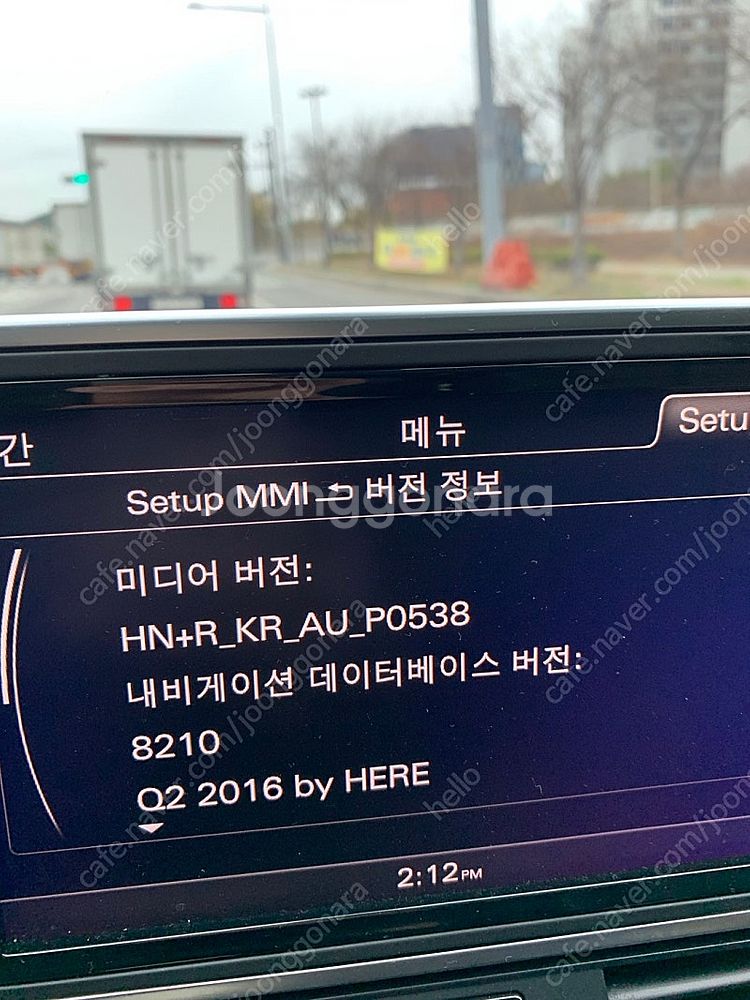 간
메뉴
Setu
Setup MMI 버전 정보
미디어 버전:
HN+R_KR_AU_P0538
내비게이션 데이터베이스 버전:
8210
Q2 2016 by HERE
2:12PM
Joonggonara
cafe.naver.com/joonggonara
hello